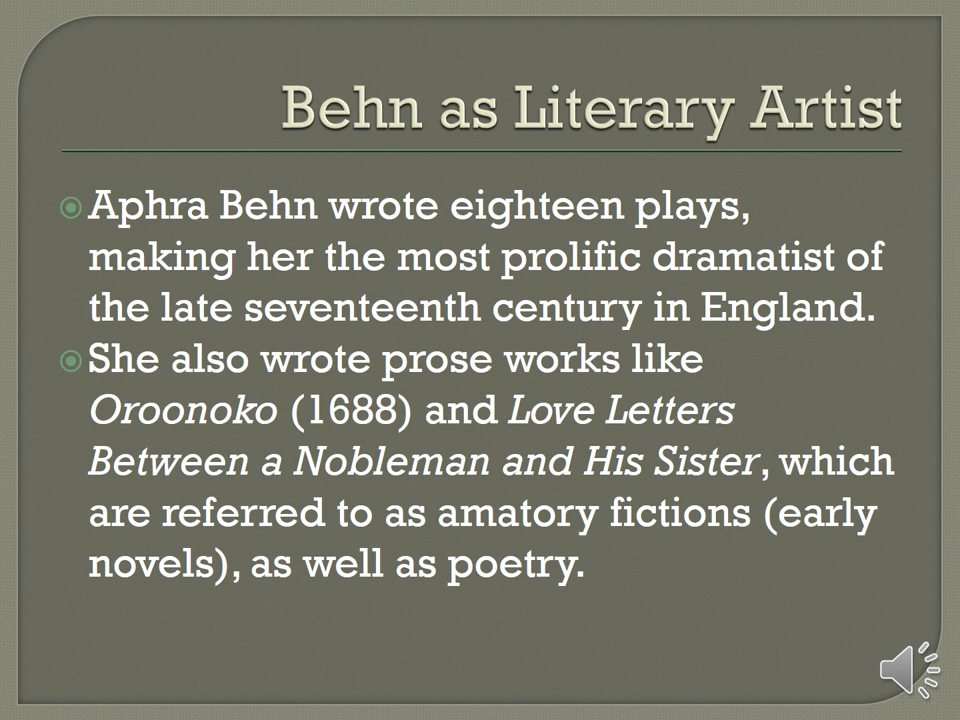 Behn as Literary Artist
Aphra Behn wrote eighteen plays,
making her the most prolific dramatist of
the late seventeenth century in England.
She also wrote prose works like
Oroonoko (1688) and Love Letters
Between a Nobleman and His Sister, which
are referred to as amatory fictions (early
novels), as well as poetry.